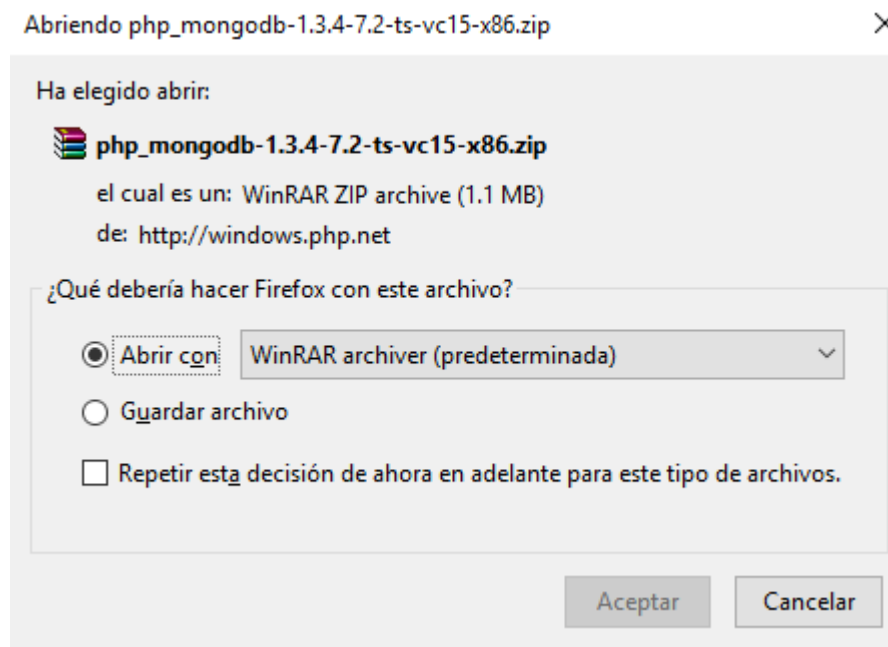 Abriendo php_mongodb-1.3.4-7.2-ts-vc15-x86.zip
Ha elegido abrir:
php_mongodb-1.3.4-7.2-ts-vc15-x86.zip
el cual es un: WinRAR ZIP archive (1.1 MB)
de: http://windows.php.net
¿Qué debería hacer Firefox con este archivo?
Abrir con WinRAR archiver (predeterminada)
Guardar archivo
Repetir esta decisión de ahora en adelante para este tipo de archivos.
Aceptar Cancelar